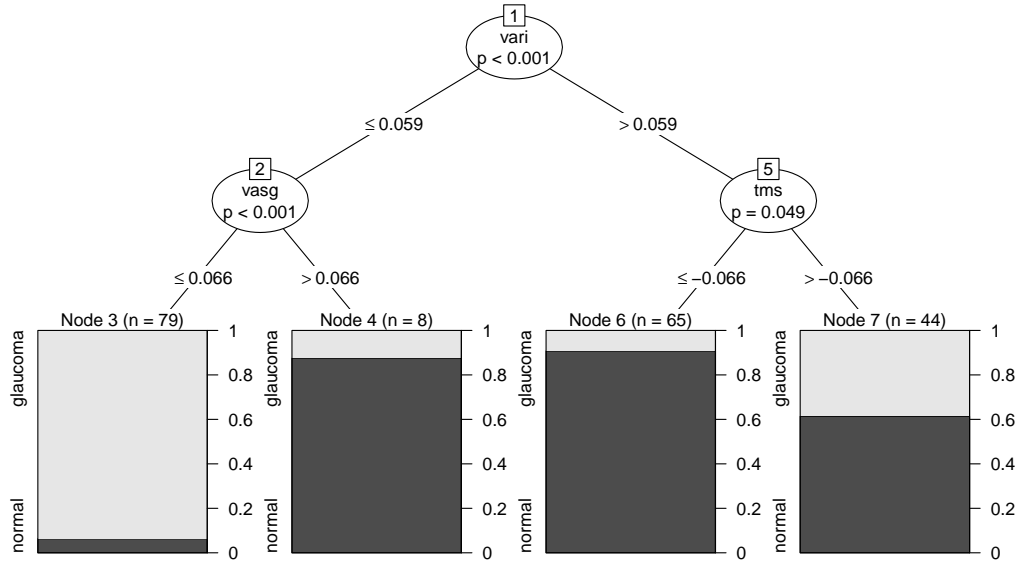 1
vari
p < 0.001
≤ 0.059
> 0.059
2
vasg
p < 0.001
5
tms
p = 0.049
≤ 0.066
> 0.066
≤ −0.066
> −0.066
Node 3 (n = 79)
normal
glaucoma
1
0.8
0.6
0.4
0.2
0
Node 4 (n = 8)
normal
glaucoma
1
0.8
0.6
0.4
0.2
0
Node 6 (n = 65)
normal
glaucoma
1
0.8
0.6
0.4
0.2
0
Node 7 (n = 44)
normal
glaucoma
1
0.8
0.6
0.4
0.2
0